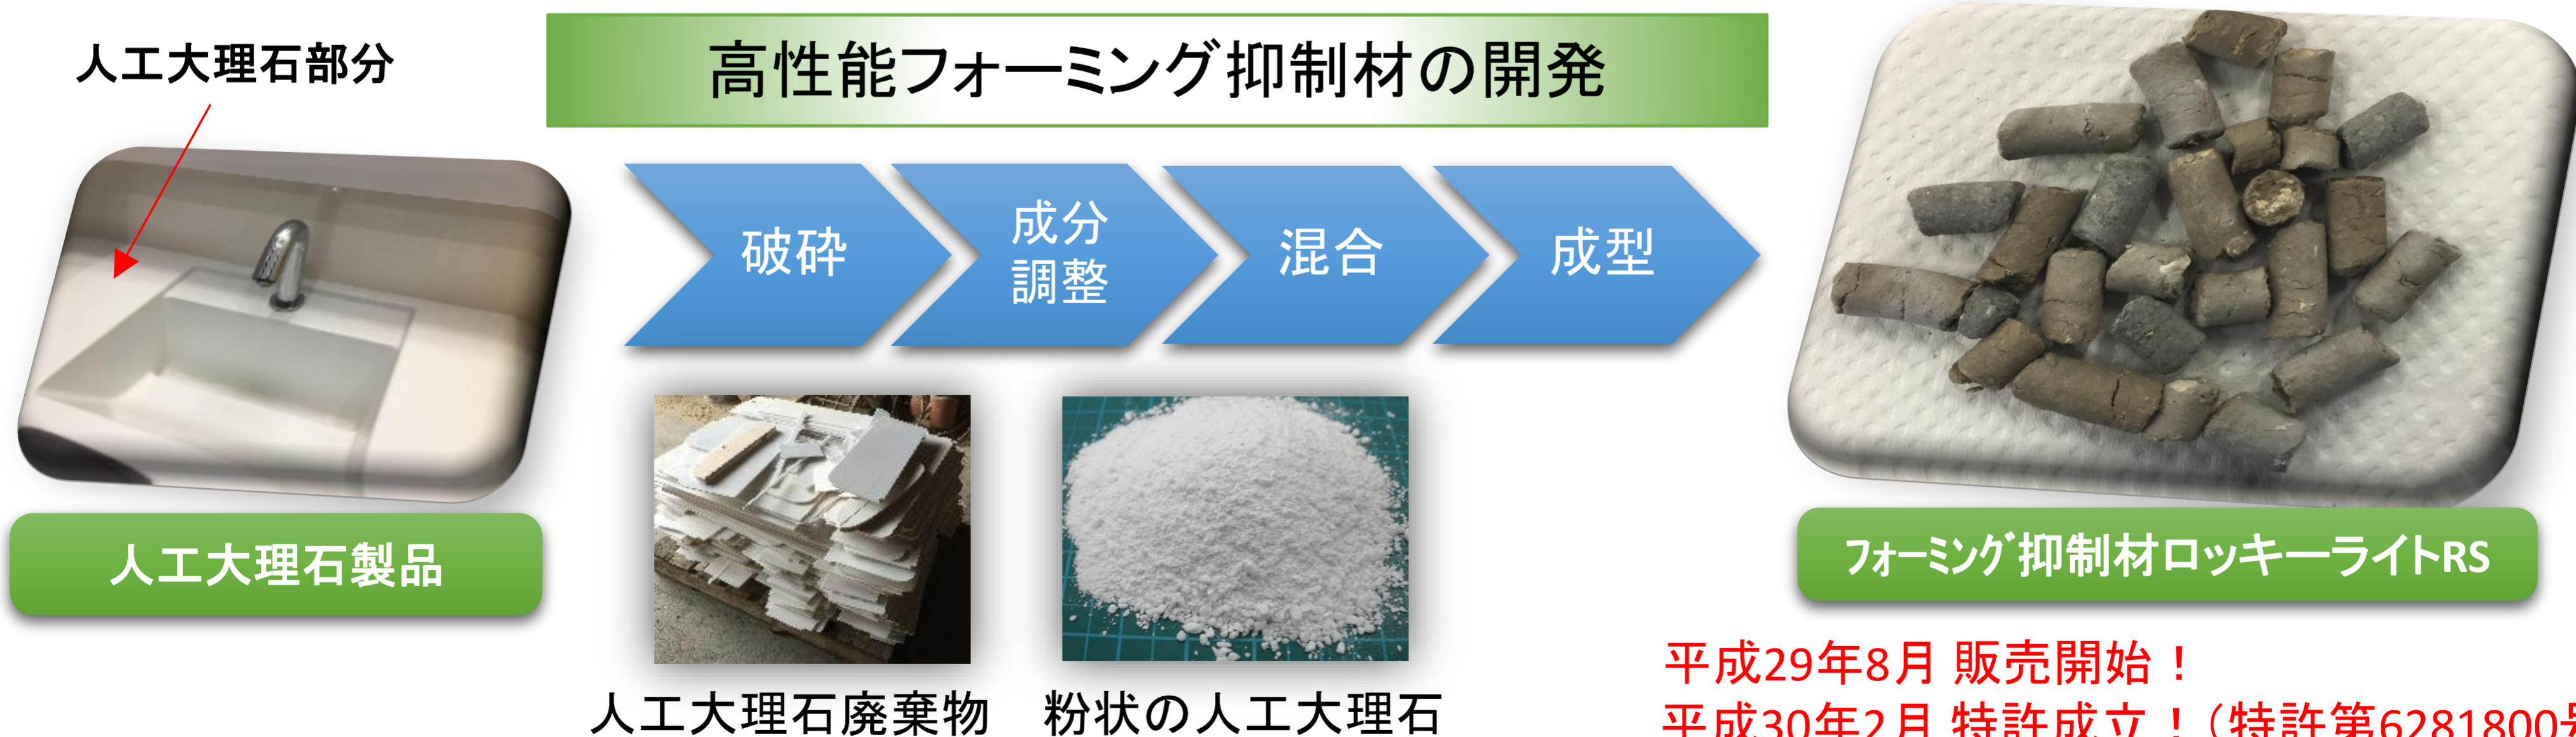 人工大理石部分
高性能フォーミング抑制材の開発
破砕
成分
調整
混合
成型
人工大理石製品
フォーミング抑制材ロッキーライトRS
人工大理石廃棄物
粉状の人工大理石
平成29年8月 販売開始！
平成30年2月 特許成立！（特許第6281800号